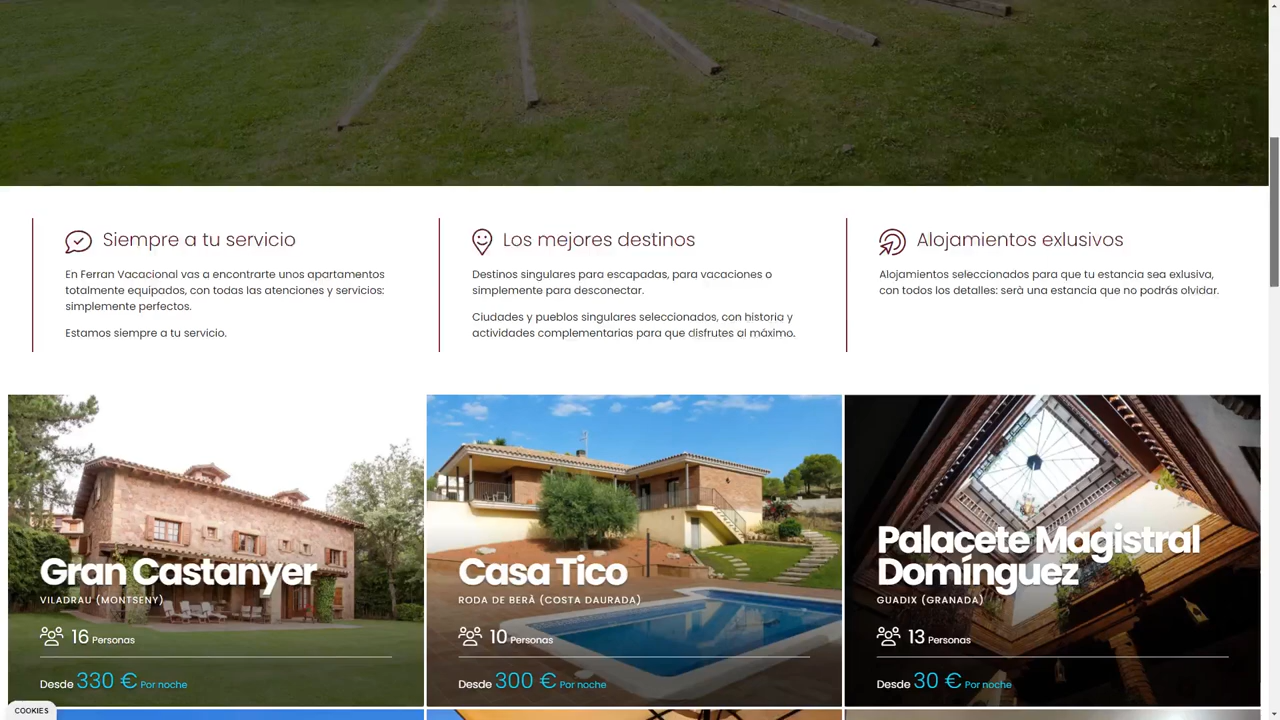 Siempre a tu servicio
En Ferran Vacacional vas a encontrarte unos apartamentos
totalmente equipados, con todas las atenciones y servicios:
simplemente perfectos.
Estamos siempre a tu servicio.
Los mejores destinos
Destinos singulares para escapadas, para vacaciones o
simplemente para desconectar.
Ciudades y pueblos singulares seleccionados, con historia y
actividades complementarias para que disfrutes al máximo.
Alojamientos exlusivos
Alojamientos seleccionados para que tu estancia sea exlusiva,
con todos los detalles: serà una estancia que no podrás olvidar.
Gran Castanyer
VILADRAU (MONTSENY)
16 Personas
Desde 330 € Por noche
Casa Tico
RODA DE BERÀ (COSTA DAURADA)
10 Personas
Desde 300 € Por noche
Palacete Magistral
Domínguez
GUADIX (GRANADA)
13 Personas
Desde 30 € Por noche
COOKIES